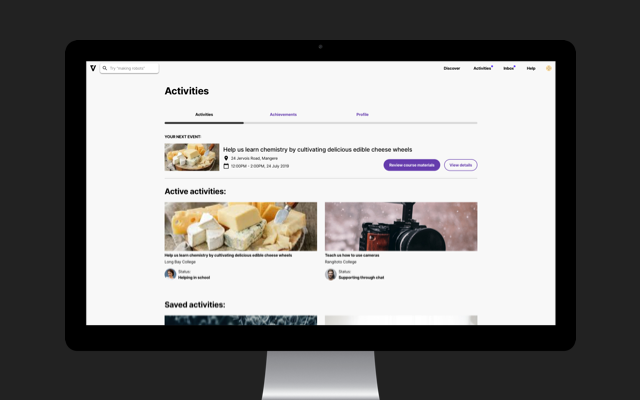 Try "making robots"
Discover
Activities
Inbox
Help
Activities
Activities
Achievements
Profile
YOUR NEXT EVENT:
Help us learn chemistry by cultivating delicious edible cheese wheels
24 Jervois Road, Mangere
12:00PM - 2:00PM, 24 July 2019
Review course materials
View details
Active activities:
Help us learn chemistry by cultivating delicious edible cheese wheels
Long Bay College
Status:
Helping in school
Teach us how to use cameras
Rangitoto College
Status:
Supporting through chat
Saved activities: